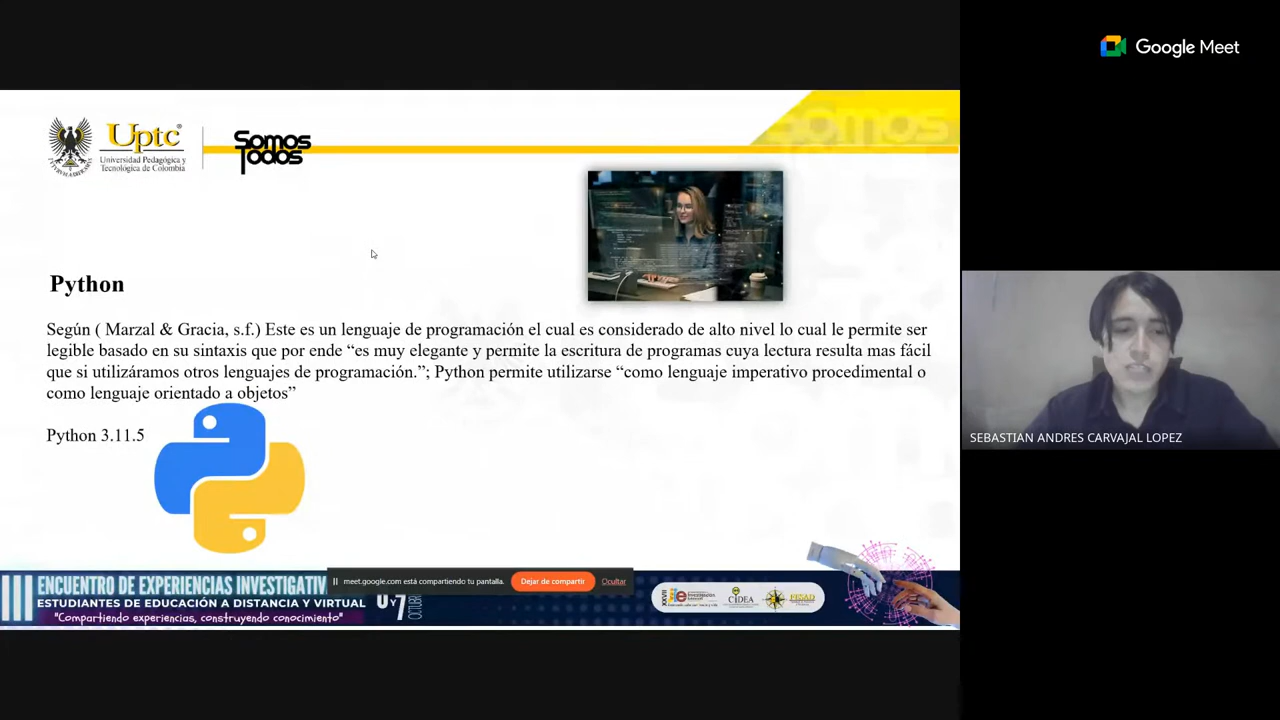 Google Meet
Uptc
Universidad Pedagógica y
Tecnológica de Colombia
Somos
Todos
Somos
Python
Según ( Marzal & Gracia, s.f.) Este es un lenguaje de programación el cual es considerado de alto nivel lo cual le permite ser
legible basado en su sintaxis que por ende “es muy elegante y permite la escritura de programas cuya lectura resulta mas fácil
que si utilizáramos otros lenguajes de programación.”; Python permite utilizarse “como lenguaje imperativo procedimental o
como lenguaje orientado a objetos”
Python 3.11.5
SEBASTIAN ANDRES CARVAJAL LOPEZ
III ENCUENTRO DE EXPERIENCIAS INVESTIGATIV
ESTUDIANTES DE EDUCACIÓN A DISTANCIA Y VIRTUAL
"Compartiendo experiencias, construyendo conocimiento"
Y 7
OCTUBRE
meet.google.com está compartiendo tu pantalla.
Dejar de compartir
Ocultar
CIDEA
FESAD